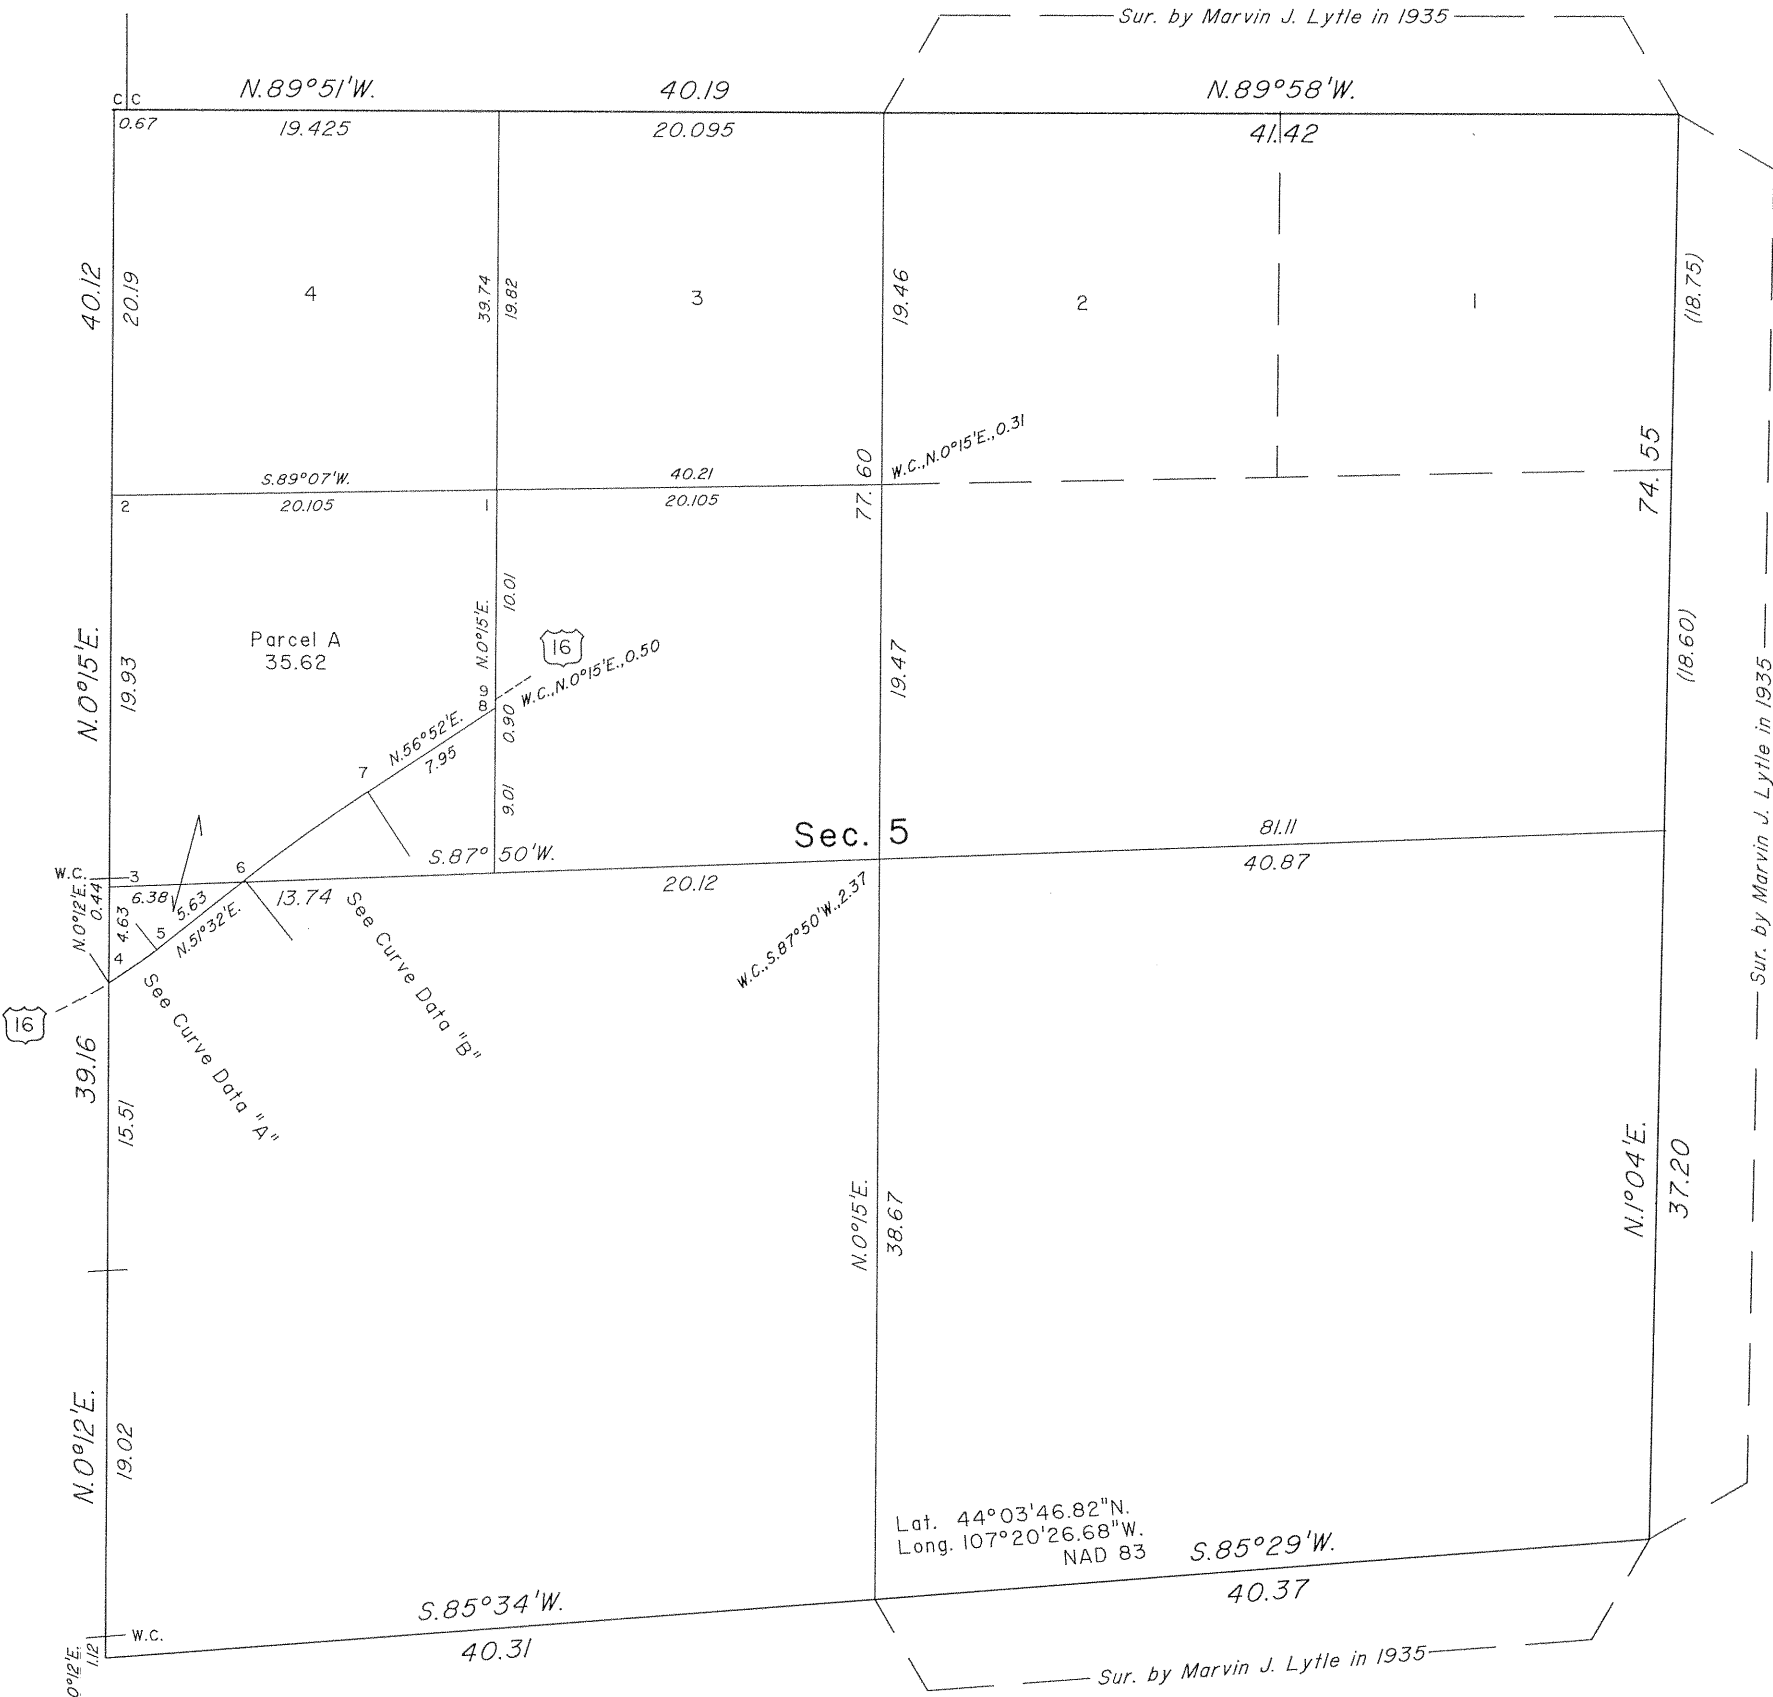 Sur. by Marvin J. Lytle in 1935
N.89°51'W. 40.19 N.89°58'W.
C C
0.67 19.425 20.095 41.42
40.12
20.19
4
39.74
19.82
3
19.46
2
1
(18.75)
W.C.,N.0°15'E.,0.31
S.89°07'W. 40.21
2 20.105 1 20.105
77.60
74.55
N.0°15'E.
19.93
Parcel A
35.62
N.0°15'E.
10.01
16
W.C.,N.0°15'E.,0.50
19.47
(18.60)
Sur. by Marvin J. Lytle in 1935
9
8
N.56°52'E.
7.95
0.90
7
9.01
Sec. 5
81.11
40.87
S.87°50'W.
20.12
W.C.
3
6
N.0°12'E.
0.44
6.38
5.63
13.74
4.63
5
N.51°32'E.
4
See Curve Data "B"
W.C.,S.87°50'W.,2.37
See Curve Data "A"
16
39.16
15.51
N.0°15'E.
38.67
N.1°04'E.
37.20
N.0°12'E.
19.02
Lat. 44°03'46.82"N.
Long. 107°20'26.68"W.
NAD 83
S.85°29'W.
40.37
S.85°34'W.
40.31
W.C.
0°12'E.
1.12
Sur. by Marvin J. Lytle in 1935